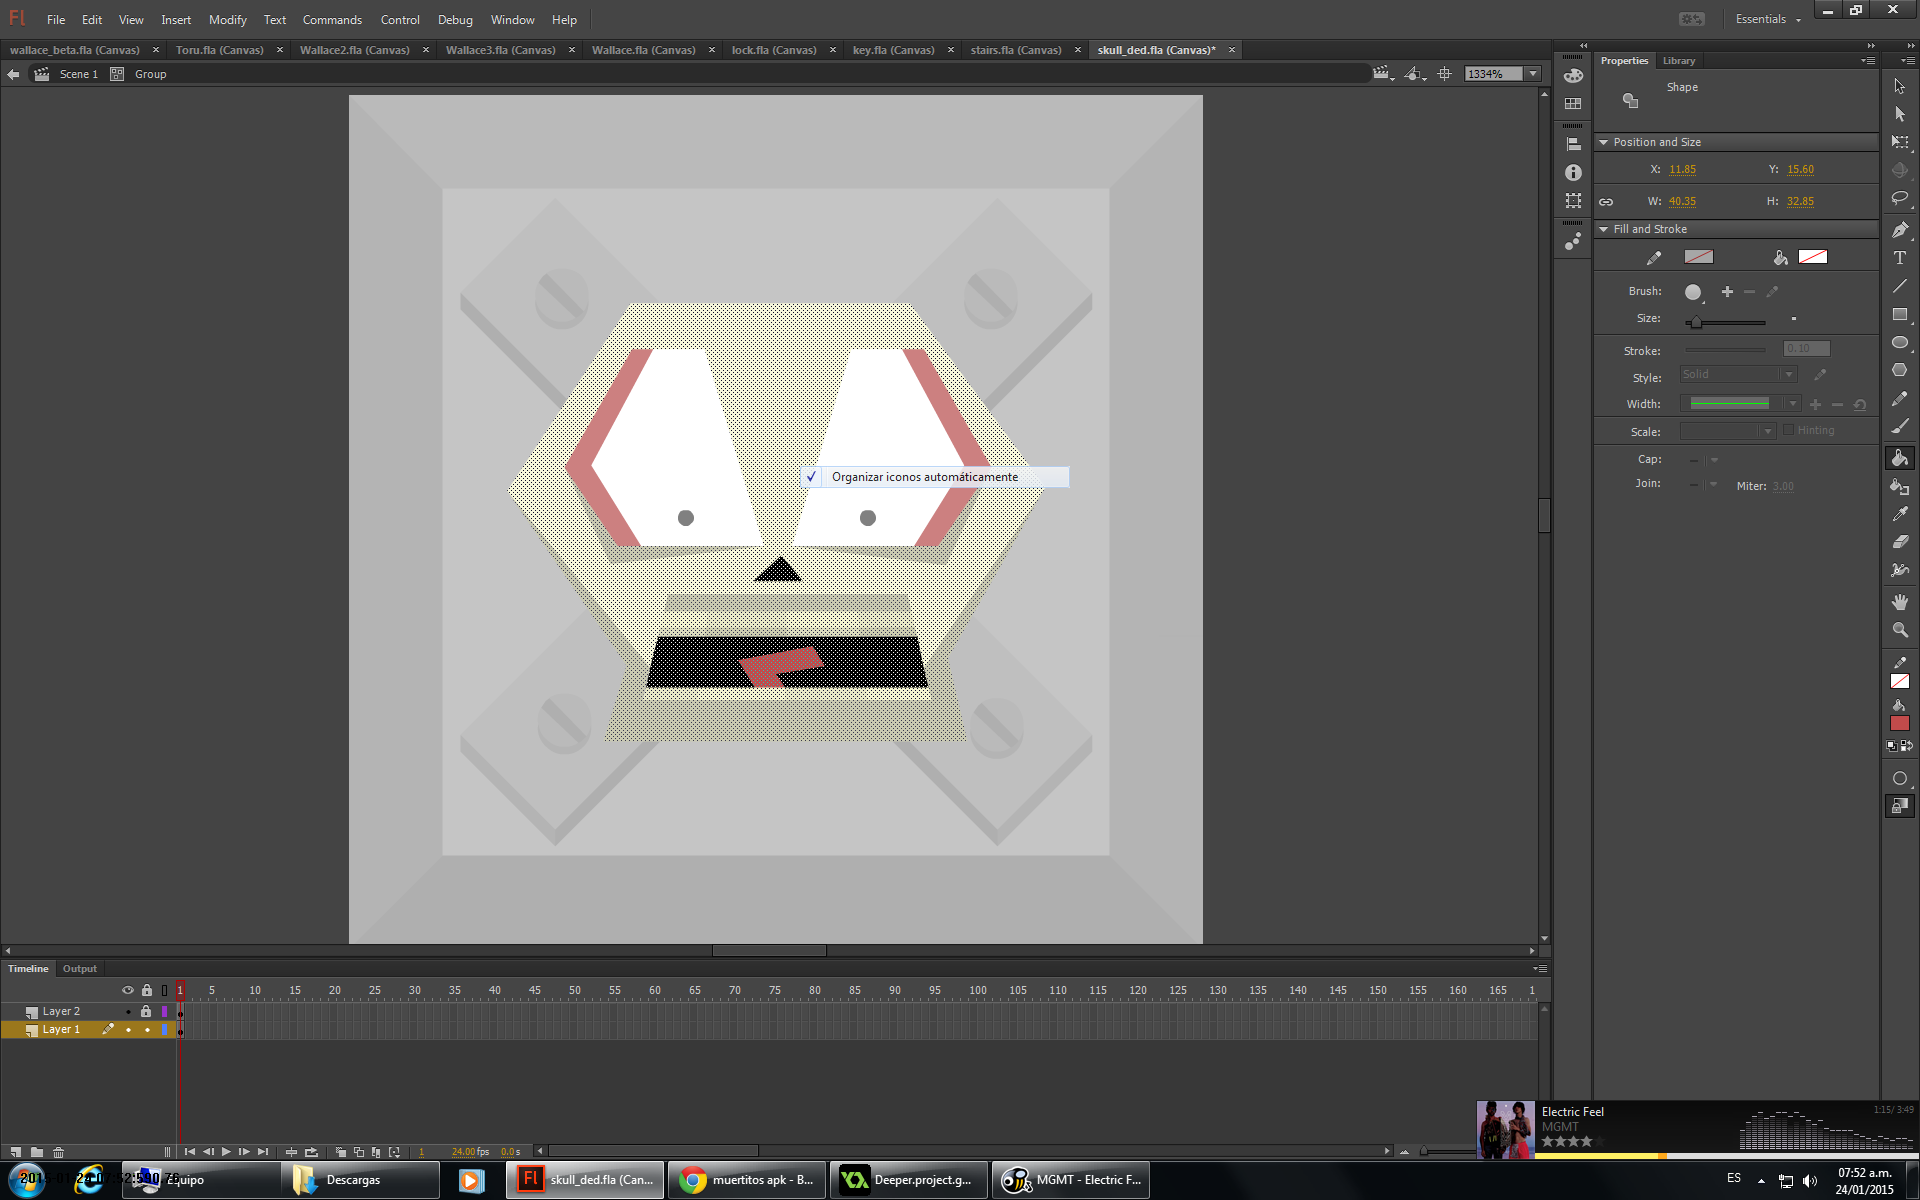 Fl File Edit View Insert Modify Text Commands Control Debug Window Help Essentials
wallace_beta.fla (Canvas) × Toru.fla (Canvas) × Wallace2.fla (Canvas) × Wallace3.fla (Canvas) × Wallace.fla (Canvas) × lock.fla (Canvas) × key.fla (Canvas) × stairs.fla (Canvas) × skull_ded.fla (Canvas)* ×
Scene 1 Group 1334%
Properties Library
Shape
Position and Size
X: 11.85 Y: 15.60
W: 40.35 H: 32.85
Fill and Stroke
Brush:
Size:
Stroke: 0.10
Style: Solid
Width:
Scale: Hinting
Cap:
Join: Miter: 3.00
✓ Organizar iconos automáticamente
Timeline Output
1 5 10 15 20 25 30 35 40 45 50 55 60 65 70 75 80 85 90 95 100 105 110 115 120 125 130 135 140 145 150 155 160 165 1
Layer 2
Layer 1
1 24.00 fps 0.0 s
Electric Feel 1:15/ 3:49
MGMT
Equipo Descargas Fl skull_ded.fla (Can... muertitos apk - B... Deeper.project.g... MGMT - Electric F... ES 07:52 a.m.
24/01/2015